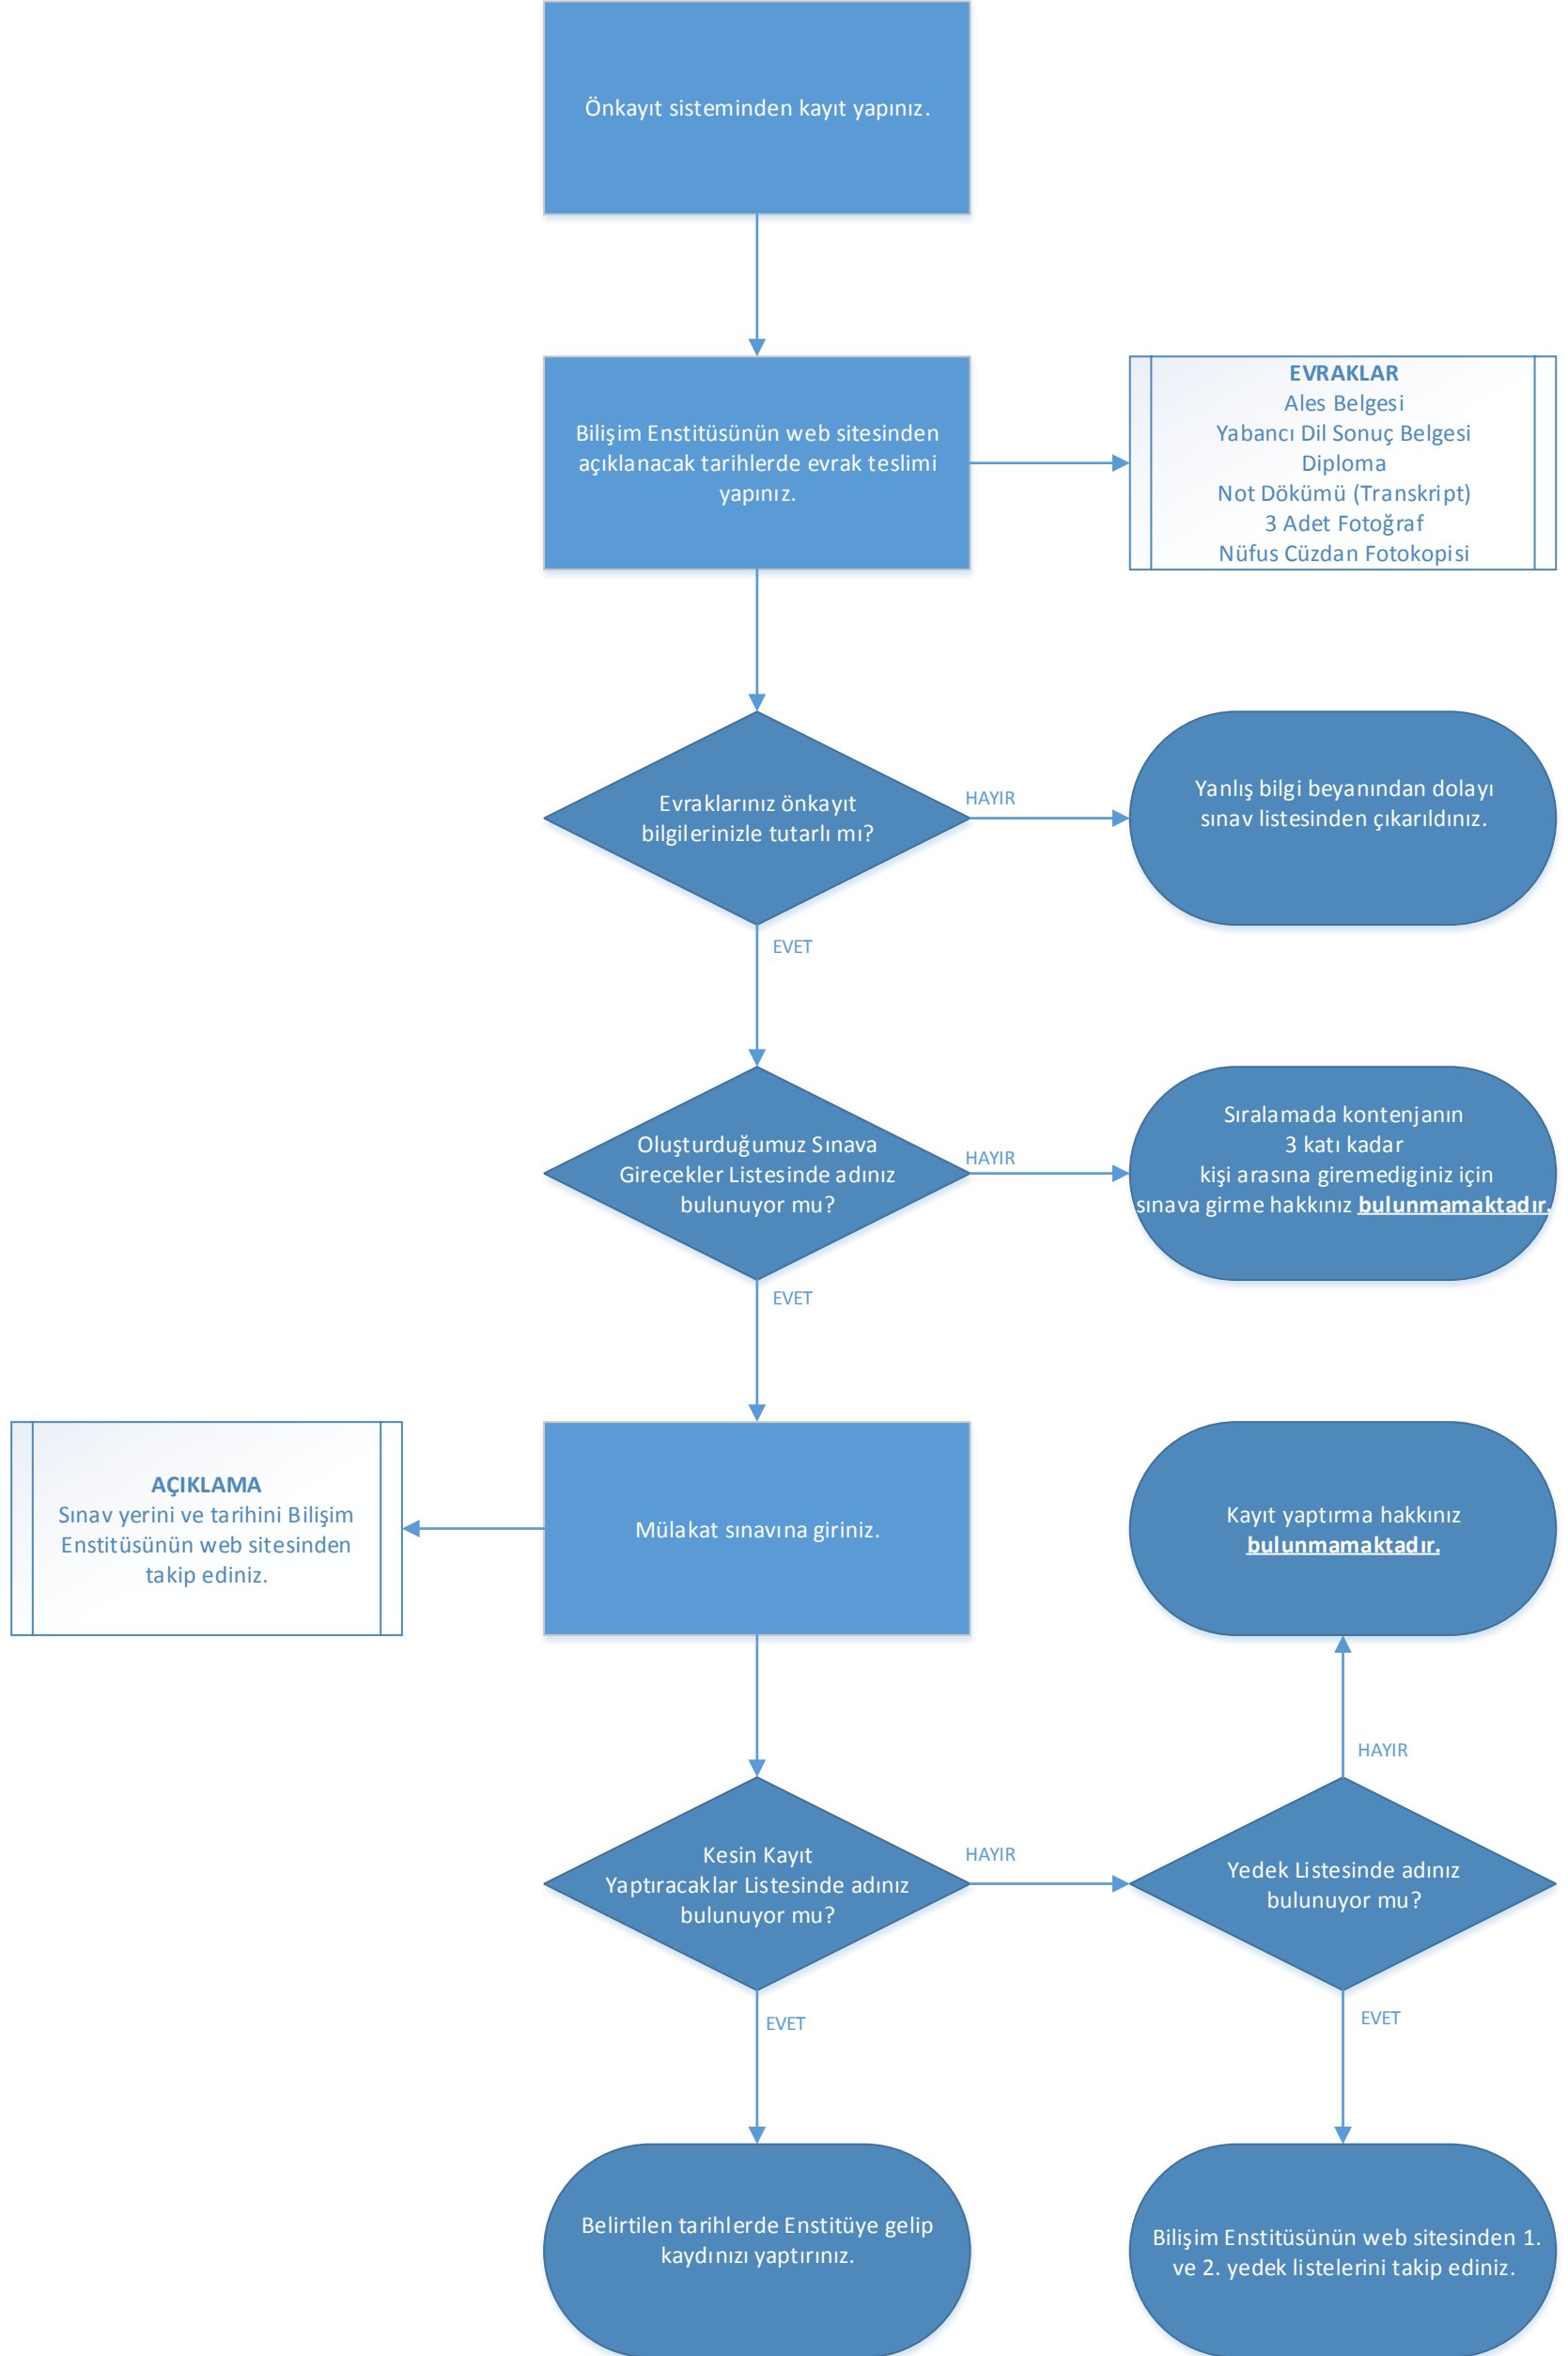 Önkayıt sisteminden kayıt yapınız.
Bilişim Enstitüsünün web sitesinden
açıklanacak tarihlerde evrak teslimi
yapınız.
EVRAKLAR
Ales Belgesi
Yabancı Dil Sonuç Belgesi
Diploma
Not Dökümü (Transkript)
3 Adet Fotoğraf
Nüfus Cüzdan Fotokopisi
Evraklarınız önkayıt
bilgilerinizle tutarlı mı?
HAYIR
Yanlış bilgi beyanından dolayı
sınav listesinden çıkarıldınız.
EVET
Oluşturduğumuz Sınava
Girecekler Listesinde adınız
bulunuyor mu?
HAYIR
Sıralamada kontenjanın
3 katı kadar
kişi arasına giremediginiz için
sınava girme hakkınız bulunmamaktadır.
EVET
AÇIKLAMA
Sınav yerini ve tarihini Bilişim
Enstitüsünün web sitesinden
takip ediniz.
Mülakat sınavına giriniz.
Kayıt yaptırma hakkınız
bulunmamaktadır.
HAYIR
Kesin Kayıt
Yaptıracaklar Listesinde adınız
bulunuyor mu?
HAYIR
Yedek Listesinde adınız
bulunuyor mu?
EVET
EVET
Belirtilen tarihlerde Enstitüye gelip
kaydınızı yaptırınız.
Bilişim Enstitüsünün web sitesinden 1.
ve 2. yedek listelerini takip ediniz.